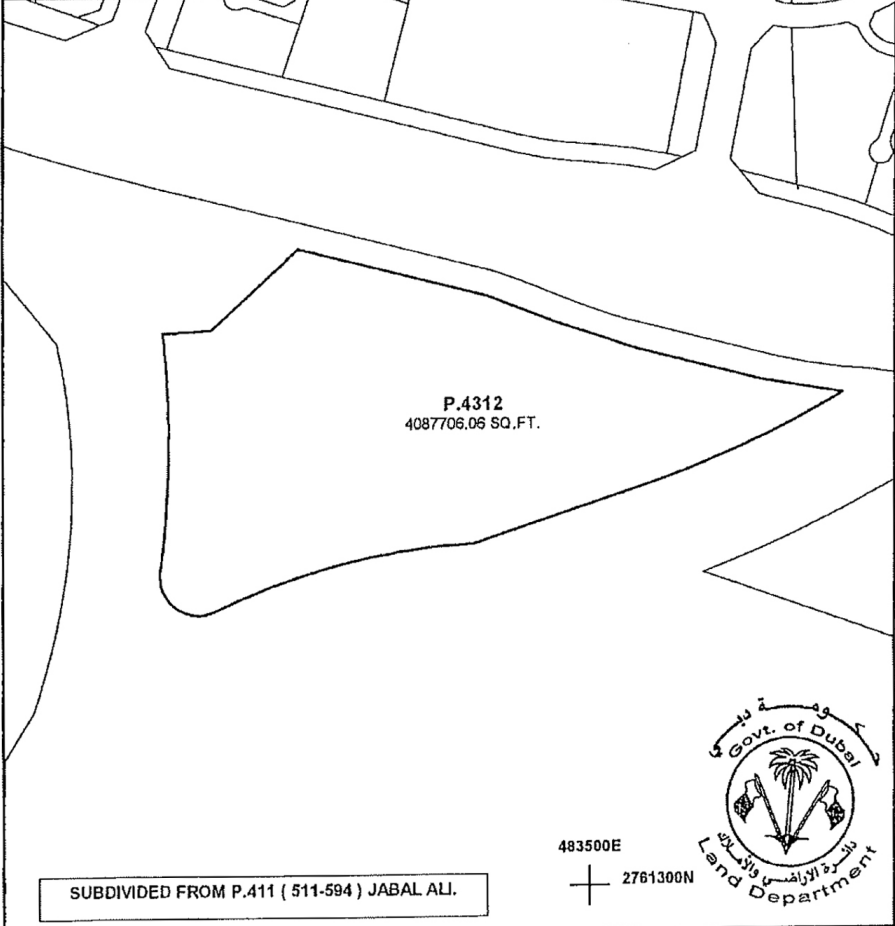 P.4312
4087706.06 SQ.FT.
حكومة دبي
Govt. of Dubai
دائرة الاراضي والأملاك
Land Department
483500E
2761300N
SUBDIVIDED FROM P.411 ( 511-594 ) JABAL ALI.